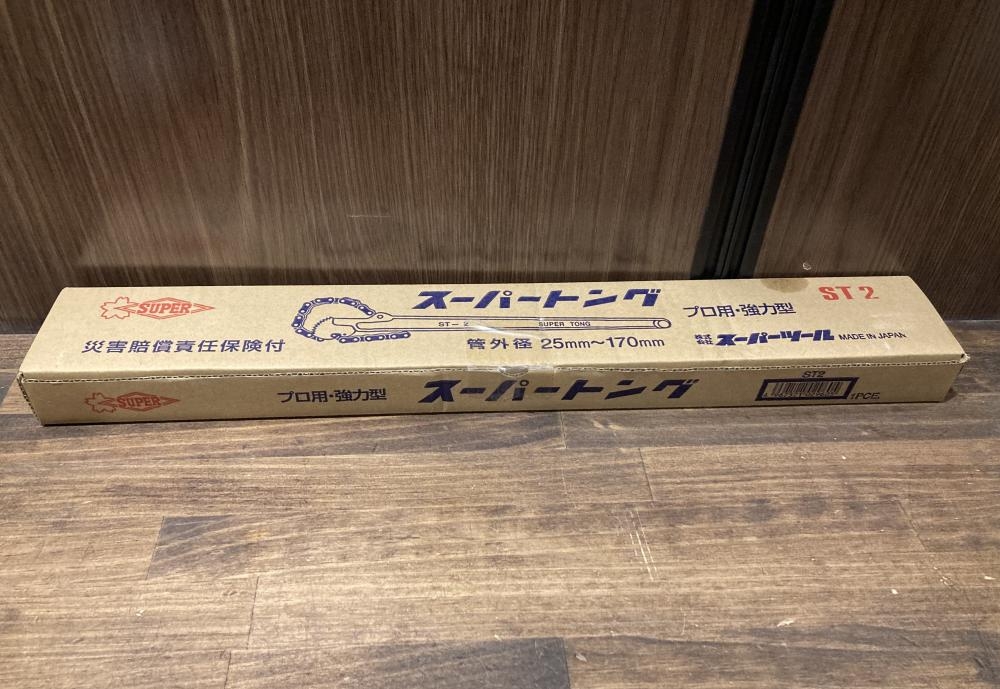 SUPER
災害賠償責任保険付
スーパートング
ST-2 SUPER TONG
管外径 25mm～170mm
プロ用・強力型
ST2
株式会社 スーパーツール MADE IN JAPAN
SUPER
プロ用・強力型
スーパートング
ST2
1PCE.